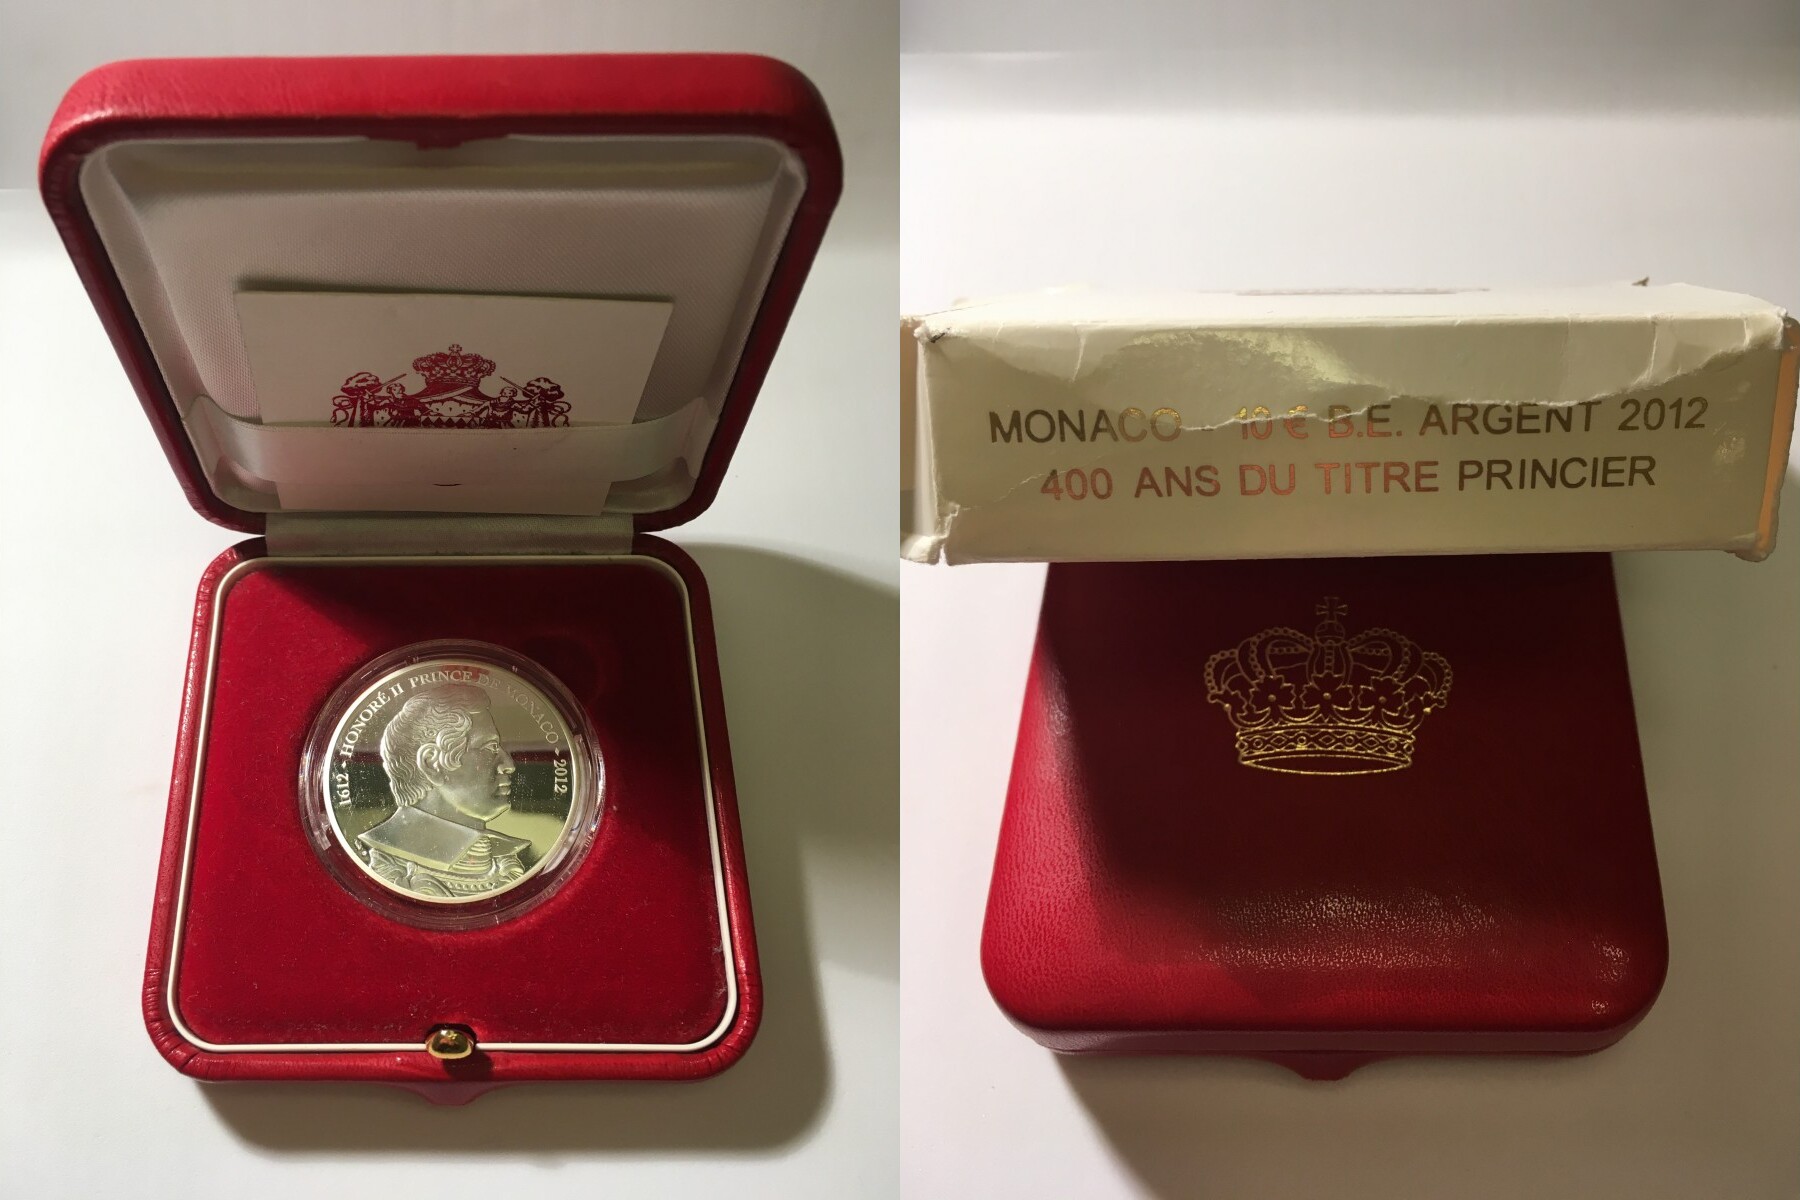 1612 - HONORÉ II PRINCE DE MONACO - 2012
MONACO - 10 € B.E. ARGENT 2012
400 ANS DU TITRE PRINCIER